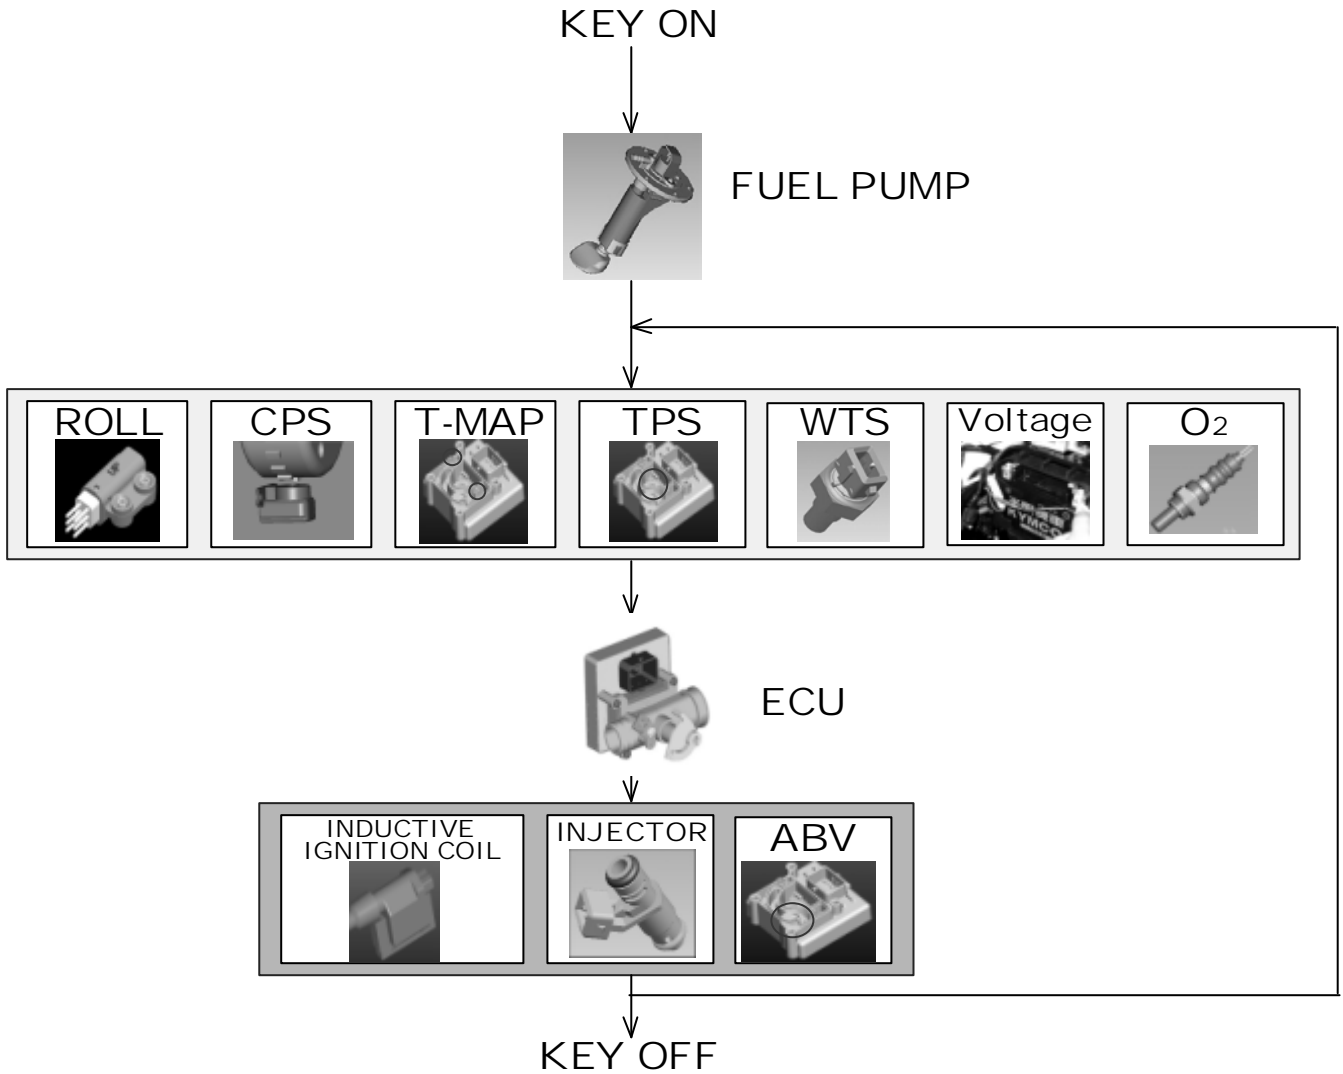 KEY ON
FUEL PUMP
ROLL
CPS
T-MAP
TPS
WTS
Voltage
O2
KYMCO
ECU
INDUCTIVE
IGNITION COIL
INJECTOR
ABV
KEY OFF